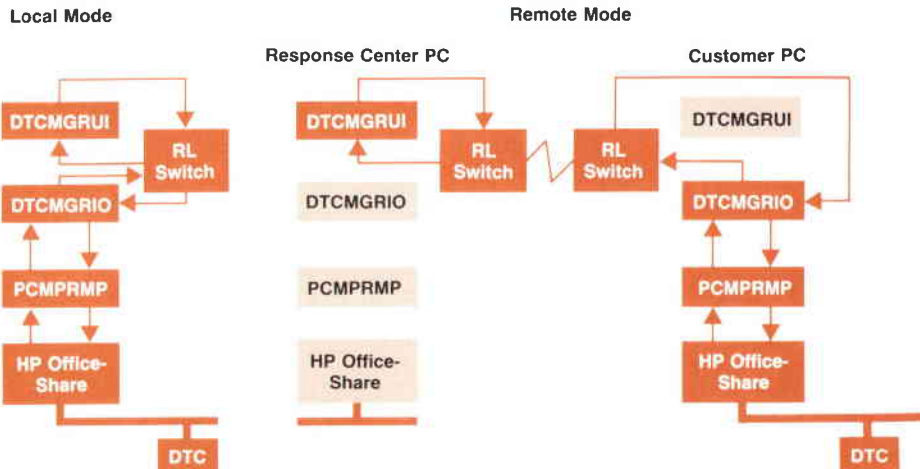 Local Mode
Remote Mode
Response Center PC
Customer PC
DTCMGRUI
RL
Switch
DTCMGRIO
PCMPRMP
HP Office-
Share
DTC
DTCMGRUI
RL
Switch
DTCMGRIO
PCMPRMP
HP Office-
Share
RL
Switch
DTCMGRUI
DTCMGRIO
PCMPRMP
HP Office-
Share
DTC